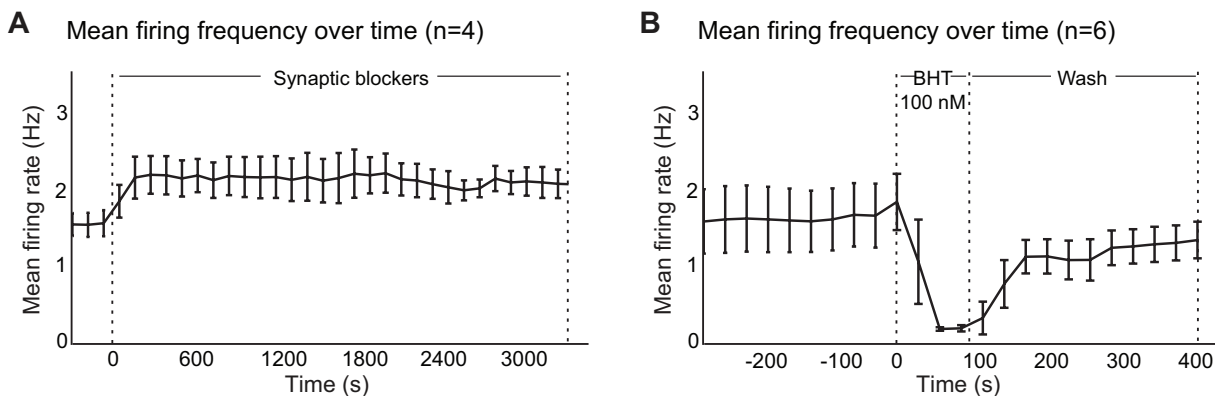 A Mean firing frequency over time (n=4)
Synaptic blockers
Mean firing rate (Hz)
3
2
1
0
0 600 1200 1800 2400 3000
Time (s)
B Mean firing frequency over time (n=6)
BHT Wash
100 nM
Mean firing rate (Hz)
3
2
1
0
-200 -100 0 100 200 300 400
Time (s)